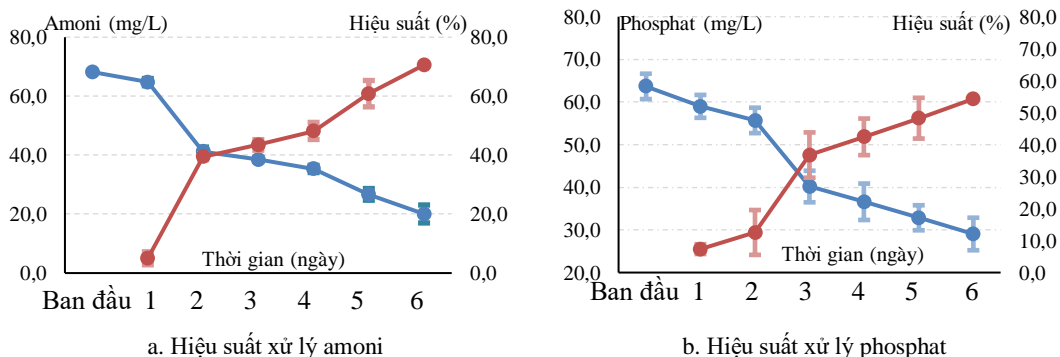 Amoni (mg/L)
Hiệu suất (%)
80,0
60,0
40,0
20,0
0,0
80,0
60,0
40,0
20,0
0,0
Thời gian (ngày)
Ban đầu 1 2 3 4 5 6
a. Hiệu suất xử lý amoni
Phosphat (mg/L)
Hiệu suất (%)
80,0
70,0
60,0
50,0
40,0
30,0
20,0
80,0
70,0
60,0
50,0
40,0
30,0
20,0
10,0
0,0
Thời gian (ngày)
Ban đầu 1 2 3 4 5 6
b. Hiệu suất xử lý phosphat